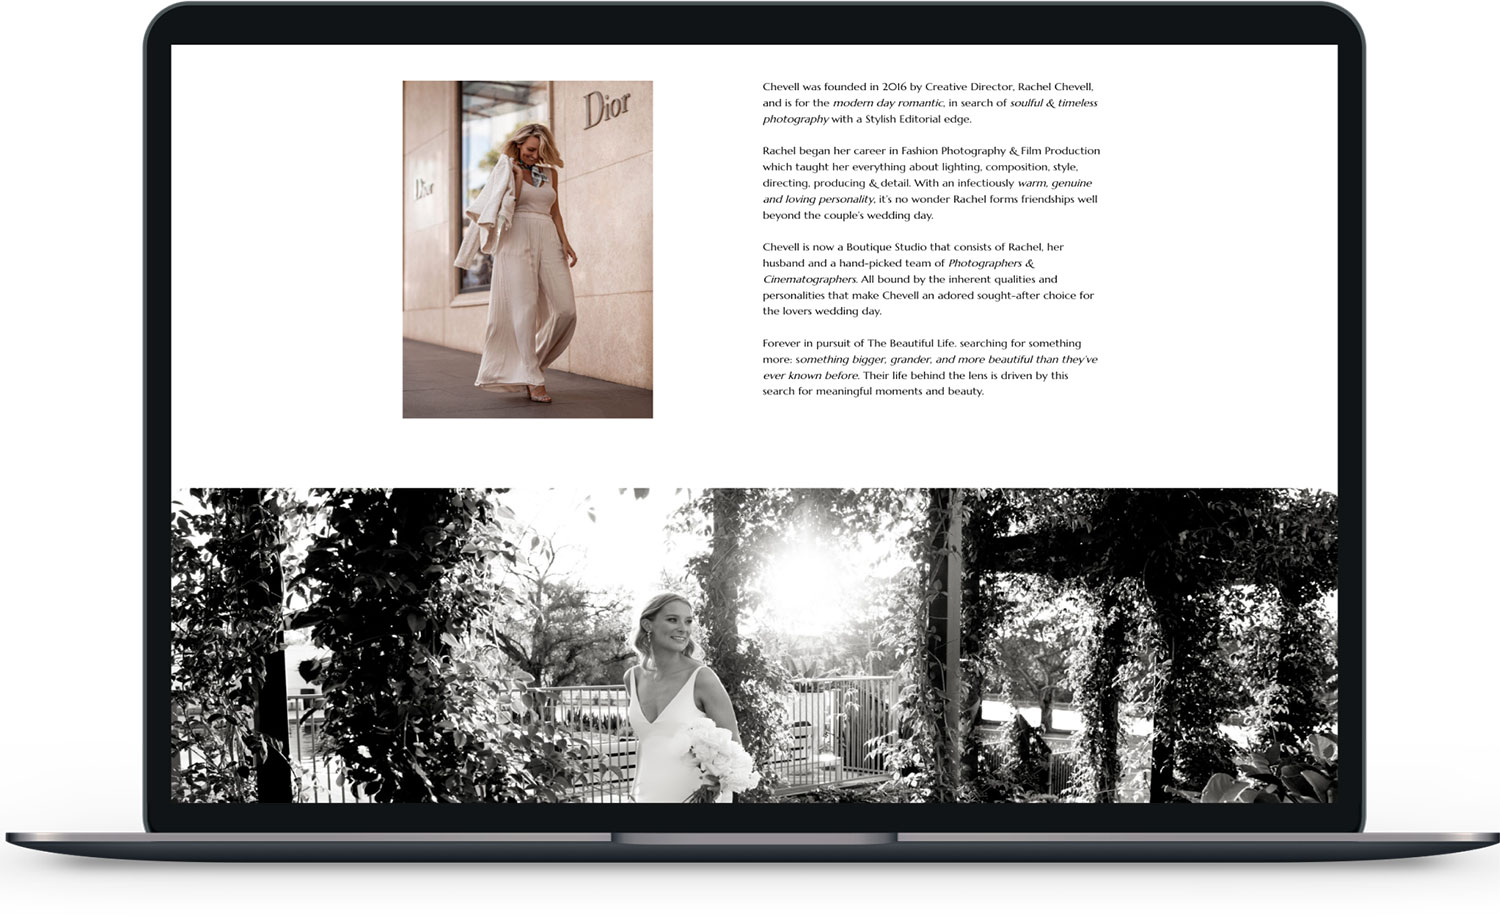 Dior
Dior
Chevell was founded in 2016 by Creative Director, Rachel Chevell,
and is for the modern day romantic, in search of soulful & timeless
photography with a Stylish Editorial edge.
Rachel began her career in Fashion Photography & Film Production
which taught her everything about lighting, composition, style,
directing, producing & detail. With an infectiously warm, genuine
and loving personality, it's no wonder Rachel forms friendships well
beyond the couple's wedding day.
Chevell is now a Boutique Studio that consists of Rachel, her
husband and a hand-picked team of Photographers &
Cinematographers. All bound by the inherent qualities and
personalities that make Chevell an adored sought-after choice for
the lovers wedding day.
Forever in pursuit of The Beautiful Life. searching for something
more: something bigger, grander, and more beautiful than they've
ever known before. Their life behind the lens is driven by this
search for meaningful moments and beauty.